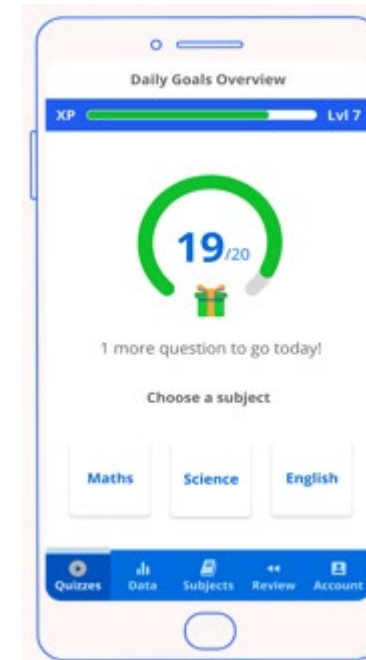 Daily Goals Overview
XP Lvl 7
19/20
1 more question to go today!
Choose a subject
Maths Science English
Quizzes Data Subjects Review Account